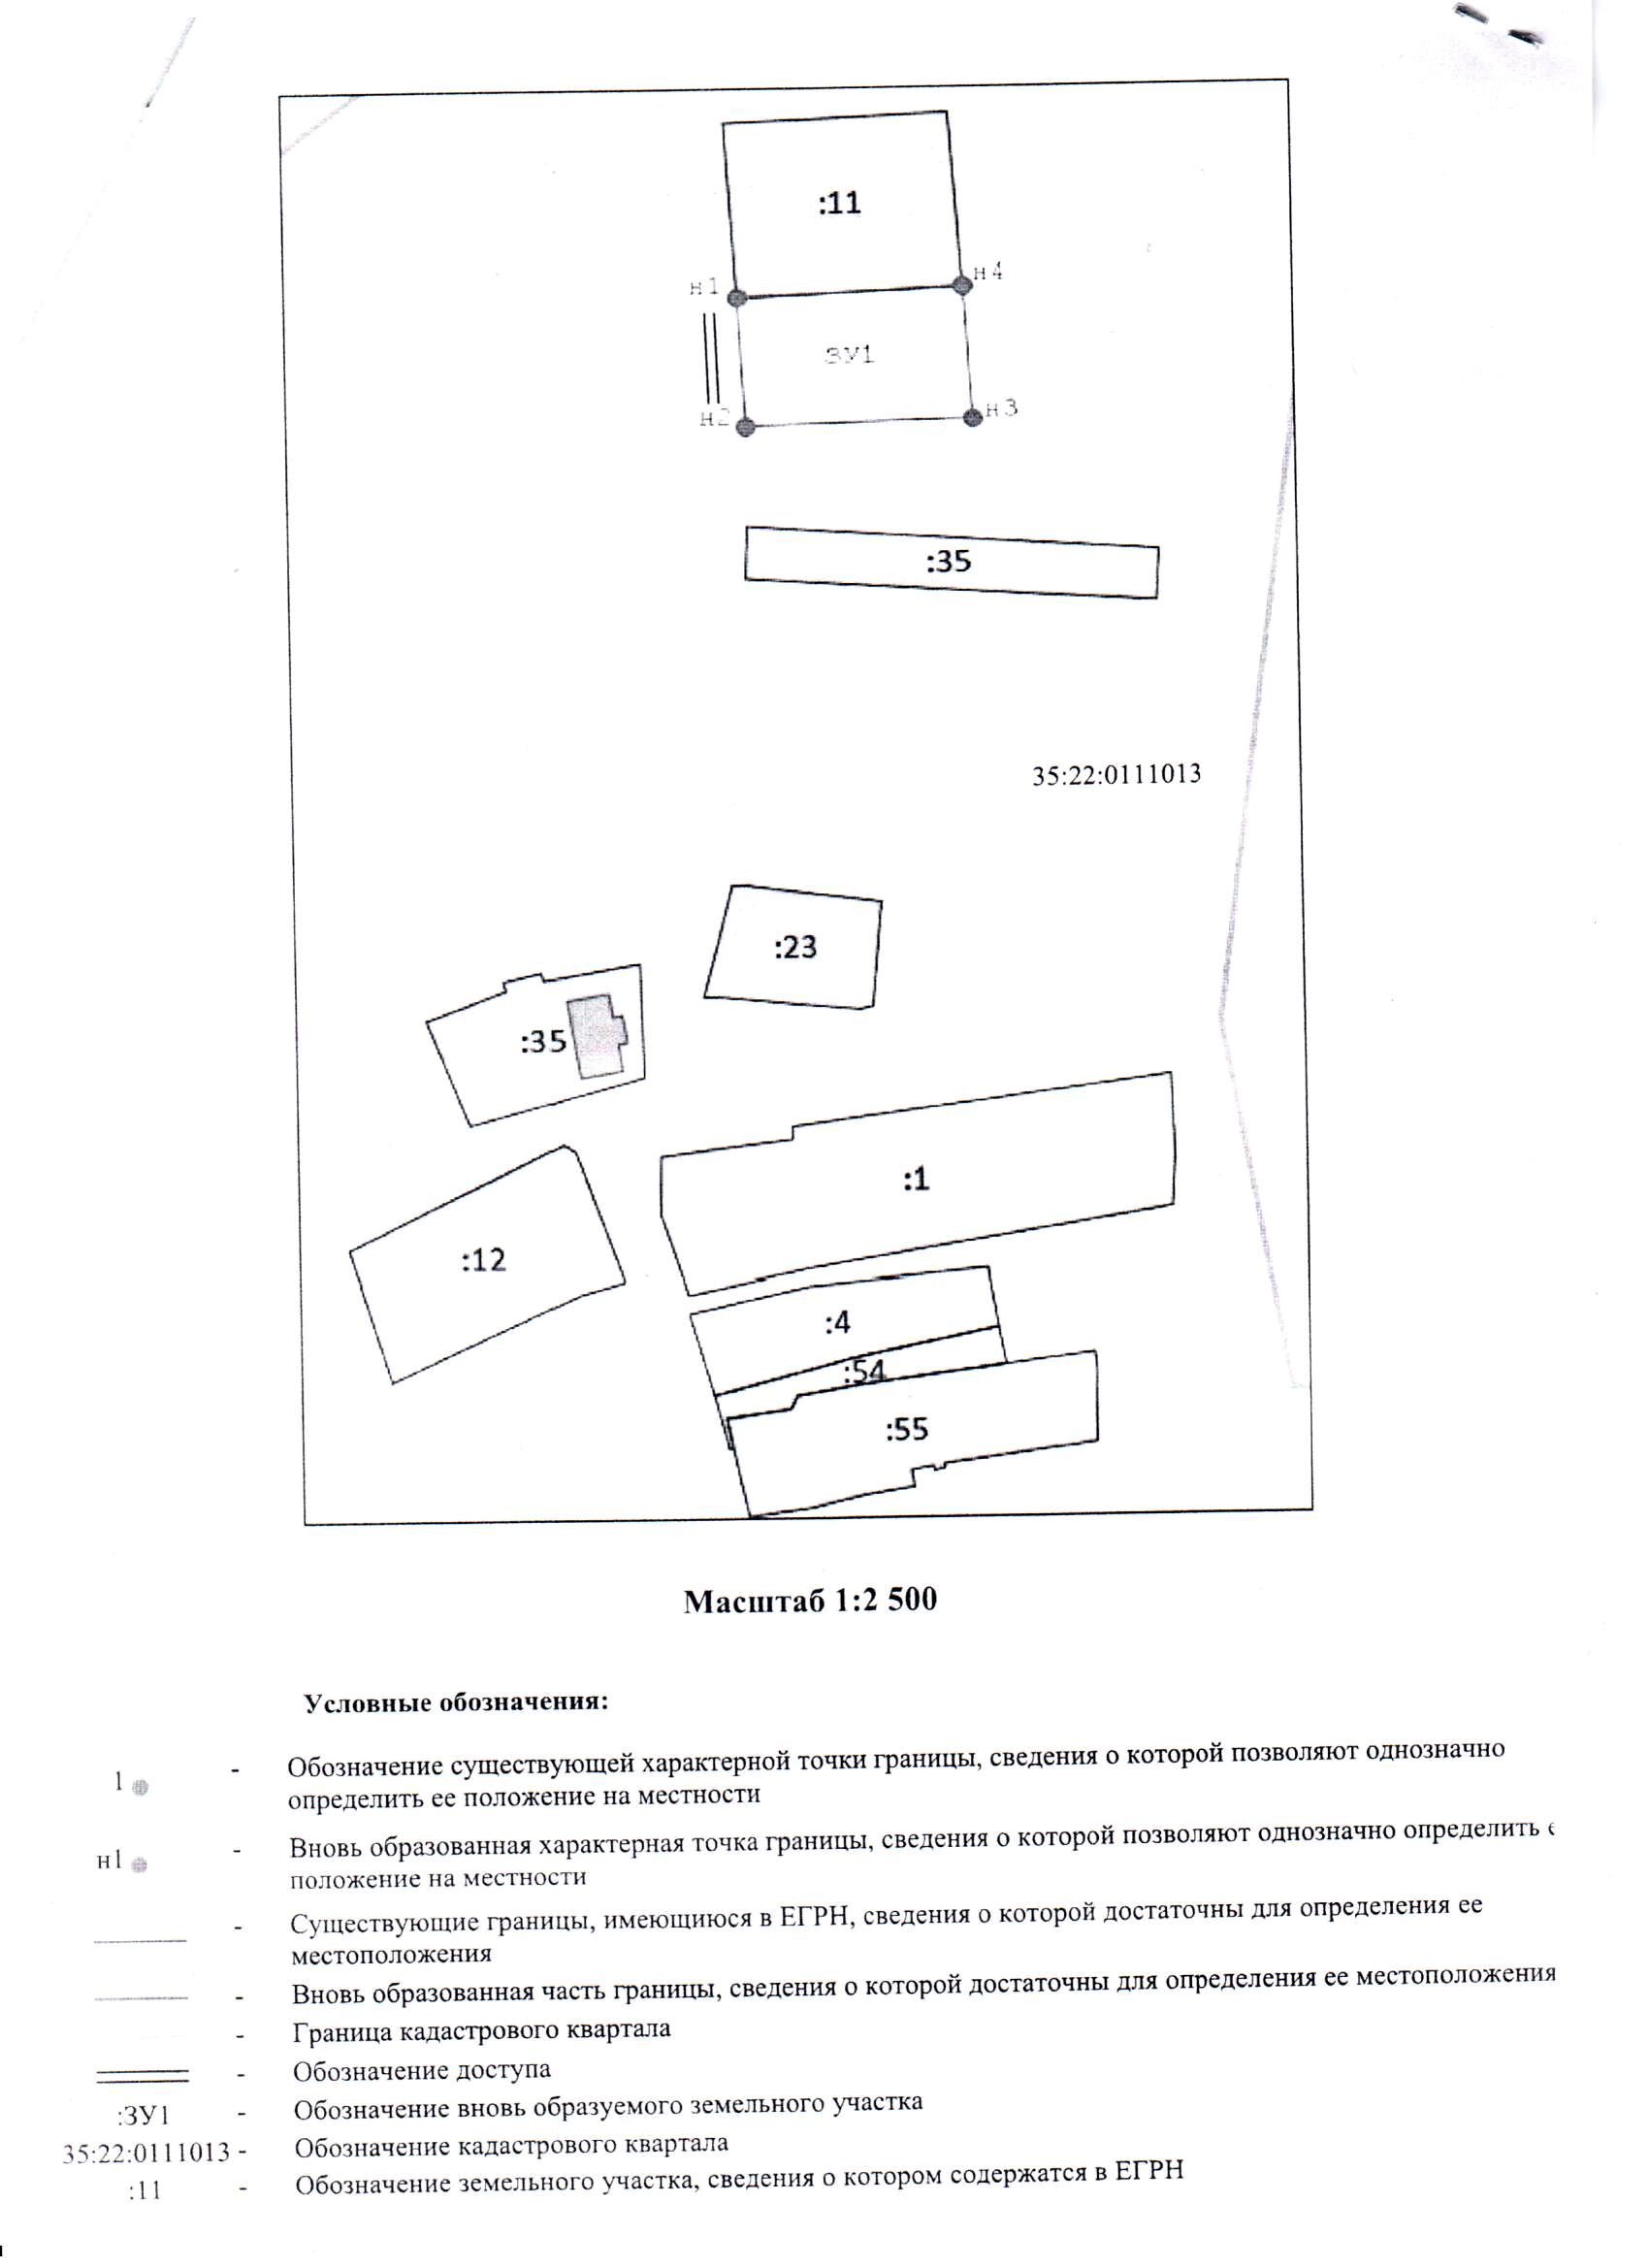 :11
н1
н4
ЗУ1
н2
н3
:35
35:22:0111013
:23
:35
:1
:12
:4
:54
:55
Масштаб 1:2 500
Условные обозначения:
1 - Обозначение существующей характерной точки границы, сведения о которой позволяют однозначно
определить ее положение на местности
н1 - Вновь образованная характерная точка границы, сведения о которой позволяют однозначно определить
положение на местности
- Существующие границы, имеющиюся в ЕГРН, сведения о которой достаточны для определения ее
местоположения
- Вновь образованная часть границы, сведения о которой достаточны для определения ее местоположения
- Граница кадастрового квартала
- Обозначение доступа
:ЗУ1 - Обозначение вновь образуемого земельного участка
35:22:0111013 - Обозначение кадастрового квартала
:11 - Обозначение земельного участка, сведения о котором содержатся в ЕГРН